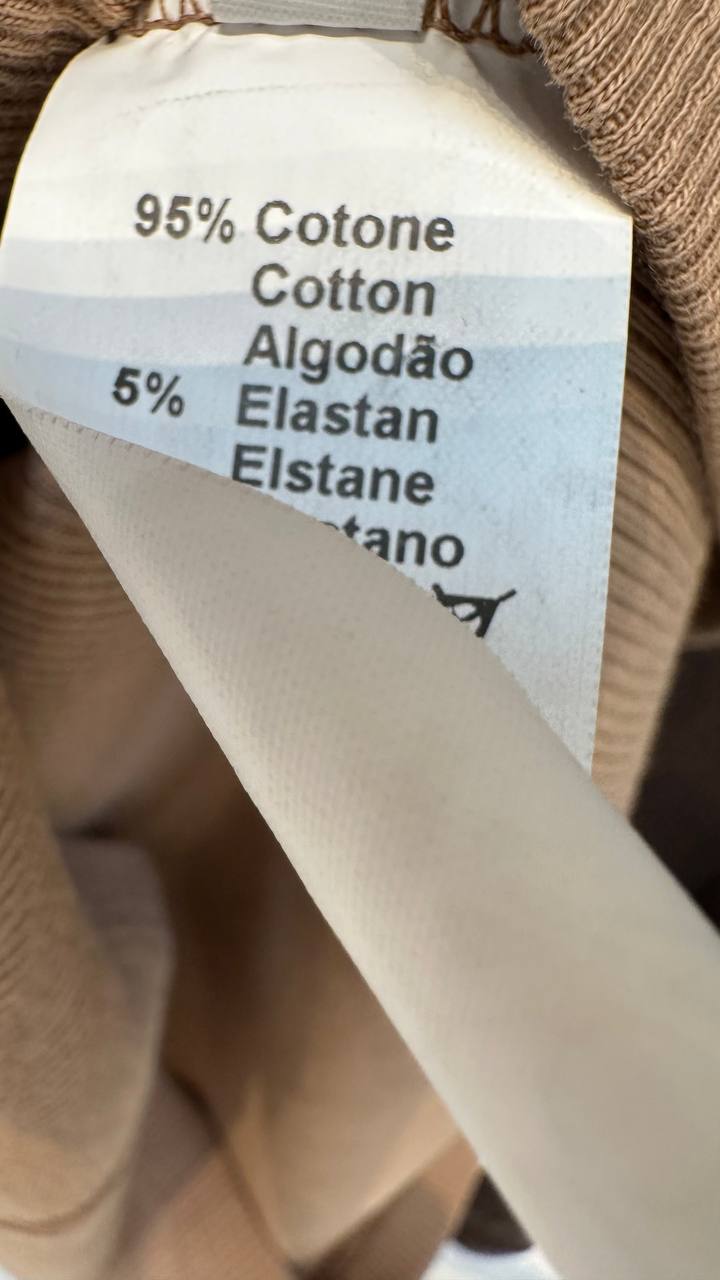 95% Cotone
Cotton
Algodão
5% Elastan
Elstane